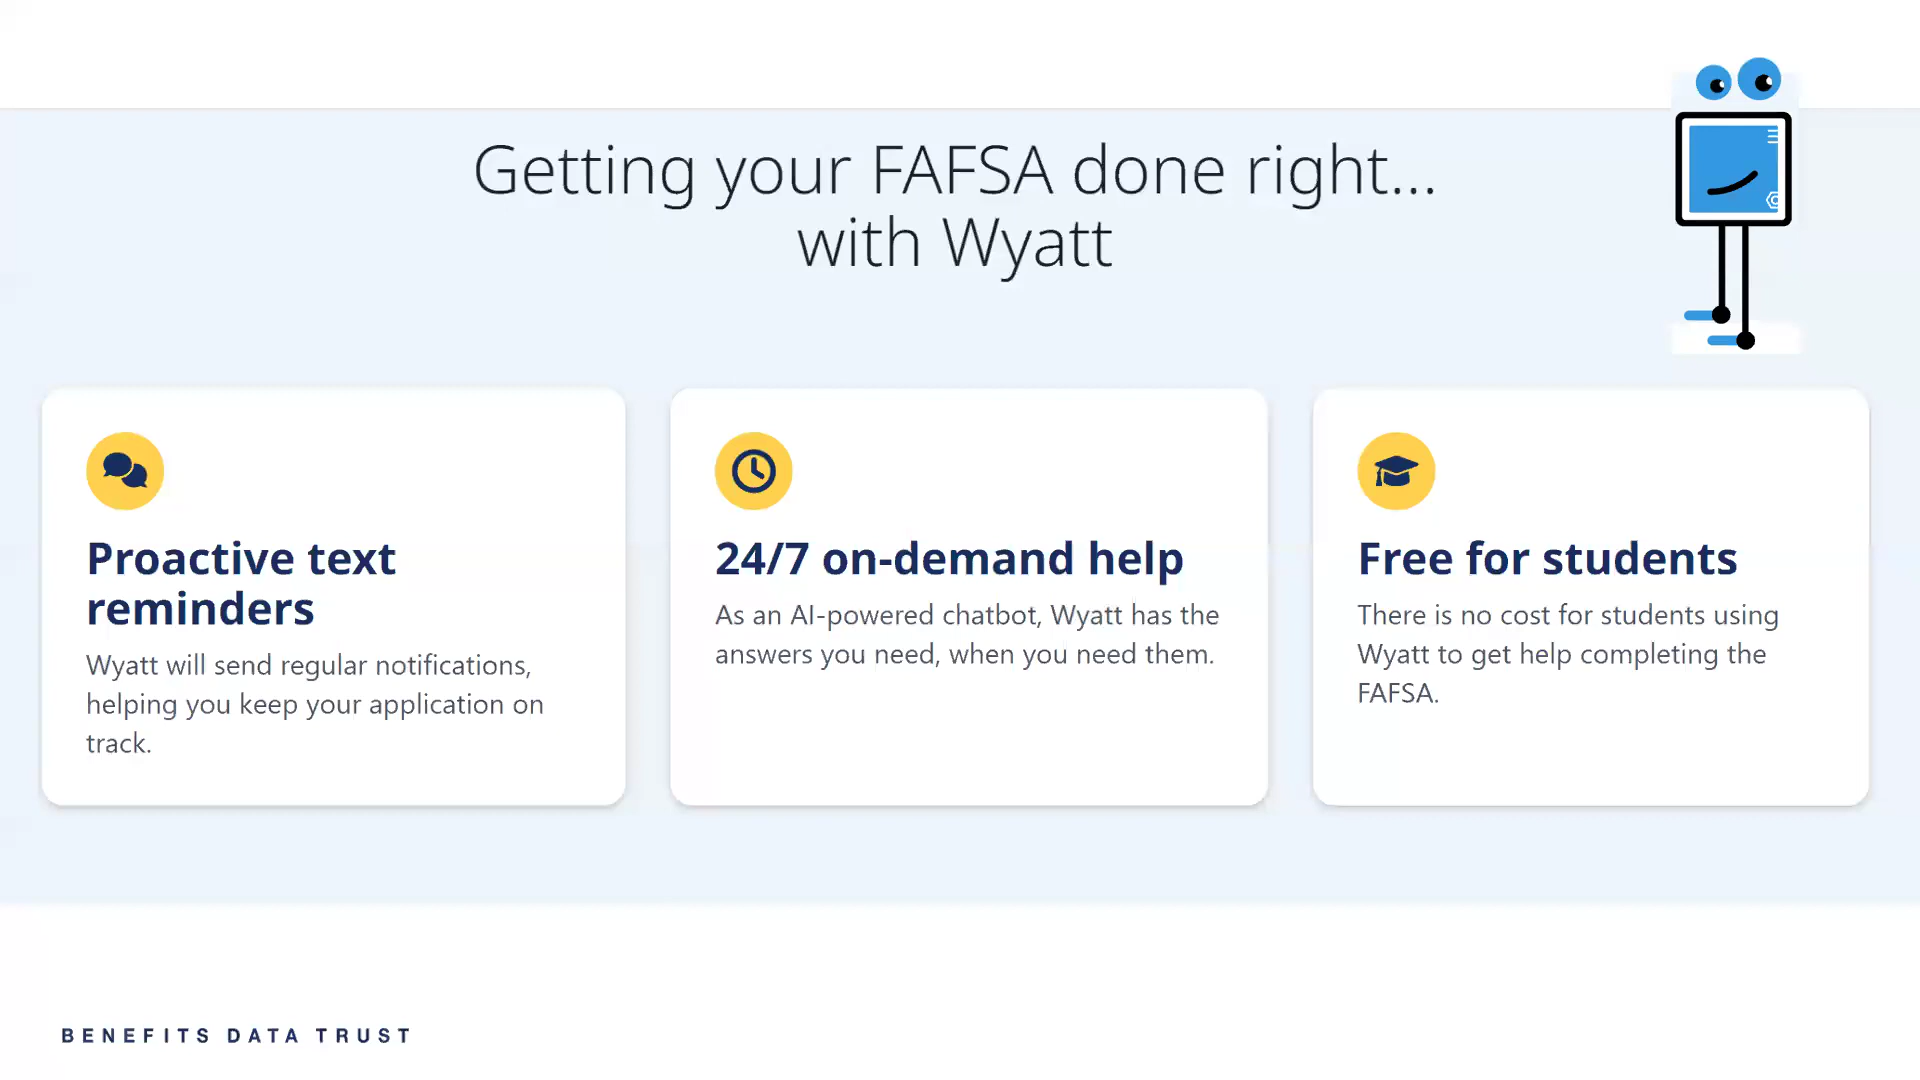 Getting your FAFSA done right...
with Wyatt
Proactive text
reminders
Wyatt will send regular notifications,
helping you keep your application on
track.
24/7 on-demand help
As an AI-powered chatbot, Wyatt has the
answers you need, when you need them.
Free for students
There is no cost for students using
Wyatt to get help completing the
FAFSA.
BENEFITS DATA TRUST